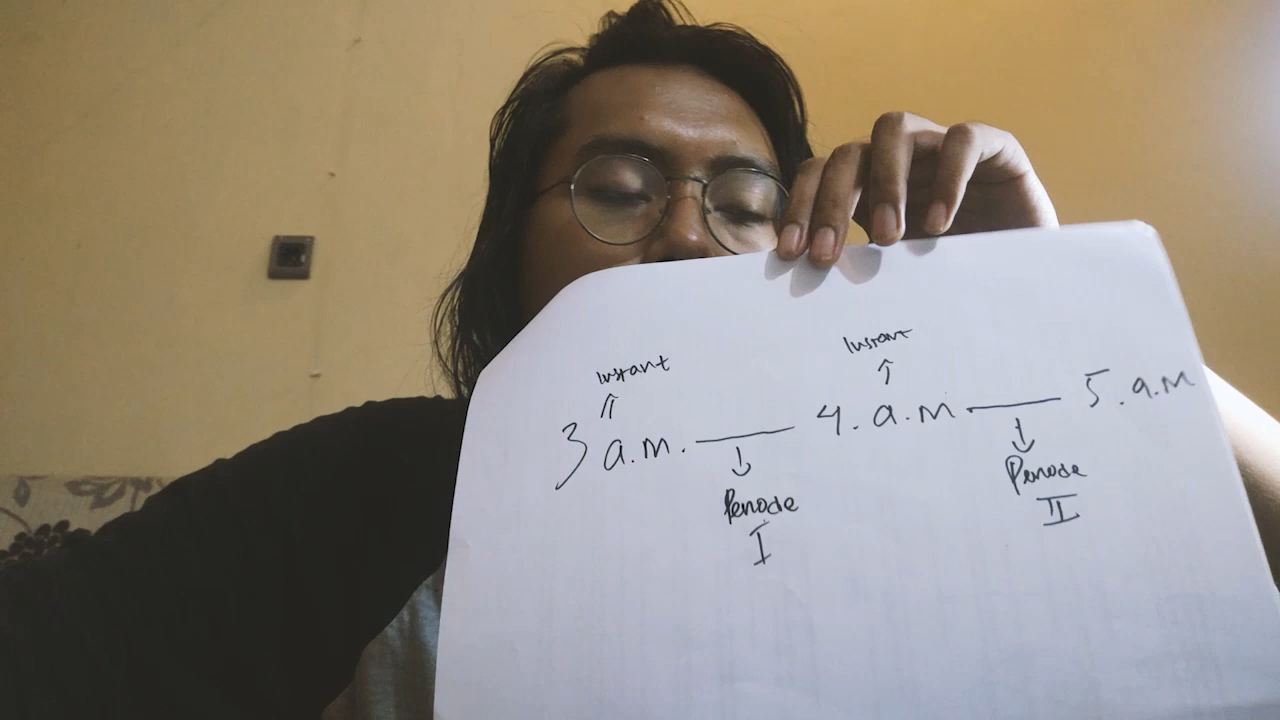 Instant
Instant
⇑
↑
3 a.m. — 4. a.m — 5. a.m
↓
↓
Periode
Periode
I
II